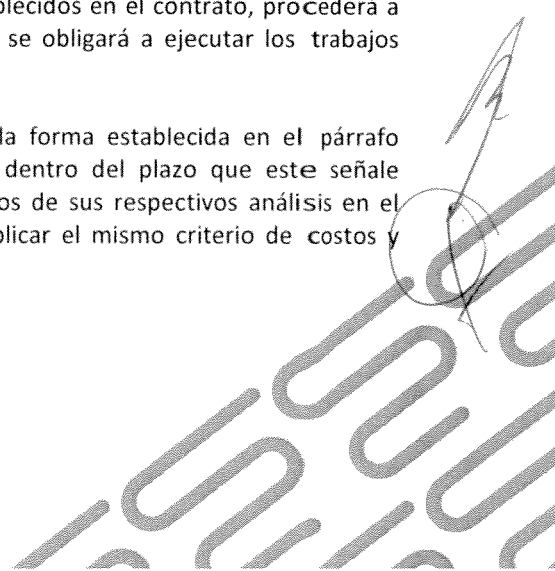 blecidos en el contrato, procederá a
se obligará a ejecutar los trabajos
la forma establecida en el párrafo
dentro del plazo que este señale
os de sus respectivos análisis en el
plicar el mismo criterio de costos y